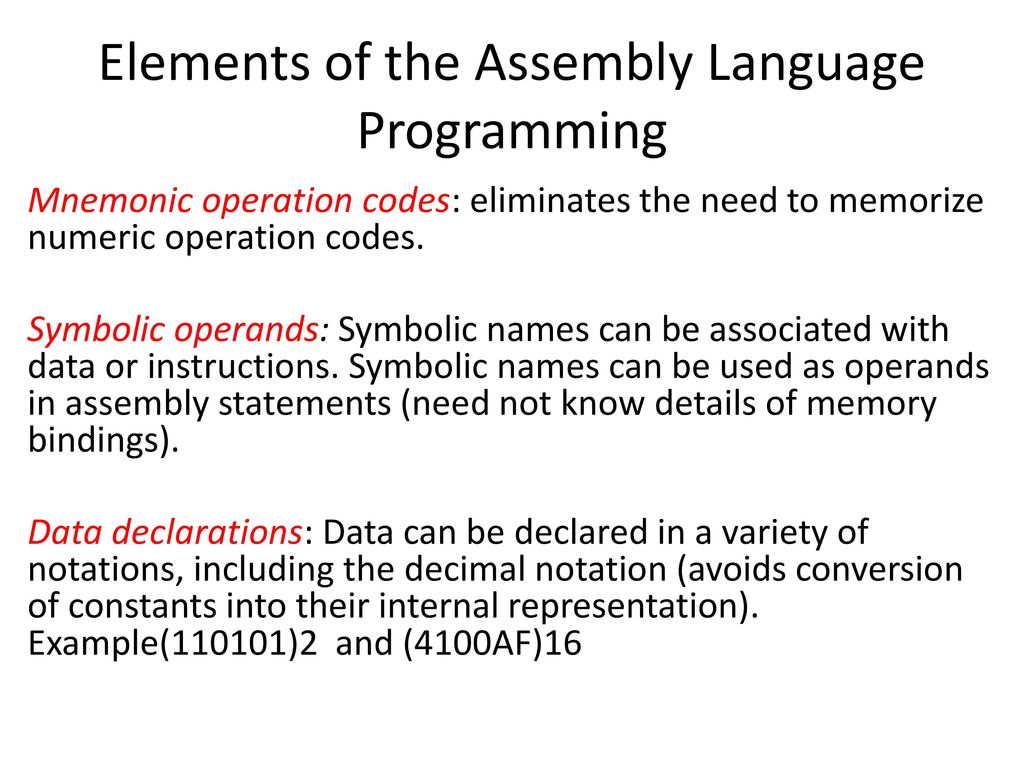 Elements of the Assembly Language
Programming
Mnemonic operation codes: eliminates the need to memorize
numeric operation codes.
Symbolic operands: Symbolic names can be associated with
data or instructions. Symbolic names can be used as operands
in assembly statements (need not know details of memory
bindings).
Data declarations: Data can be declared in a variety of
notations, including the decimal notation (avoids conversion
of constants into their internal representation).
Example(110101)2  and (4100AF)16